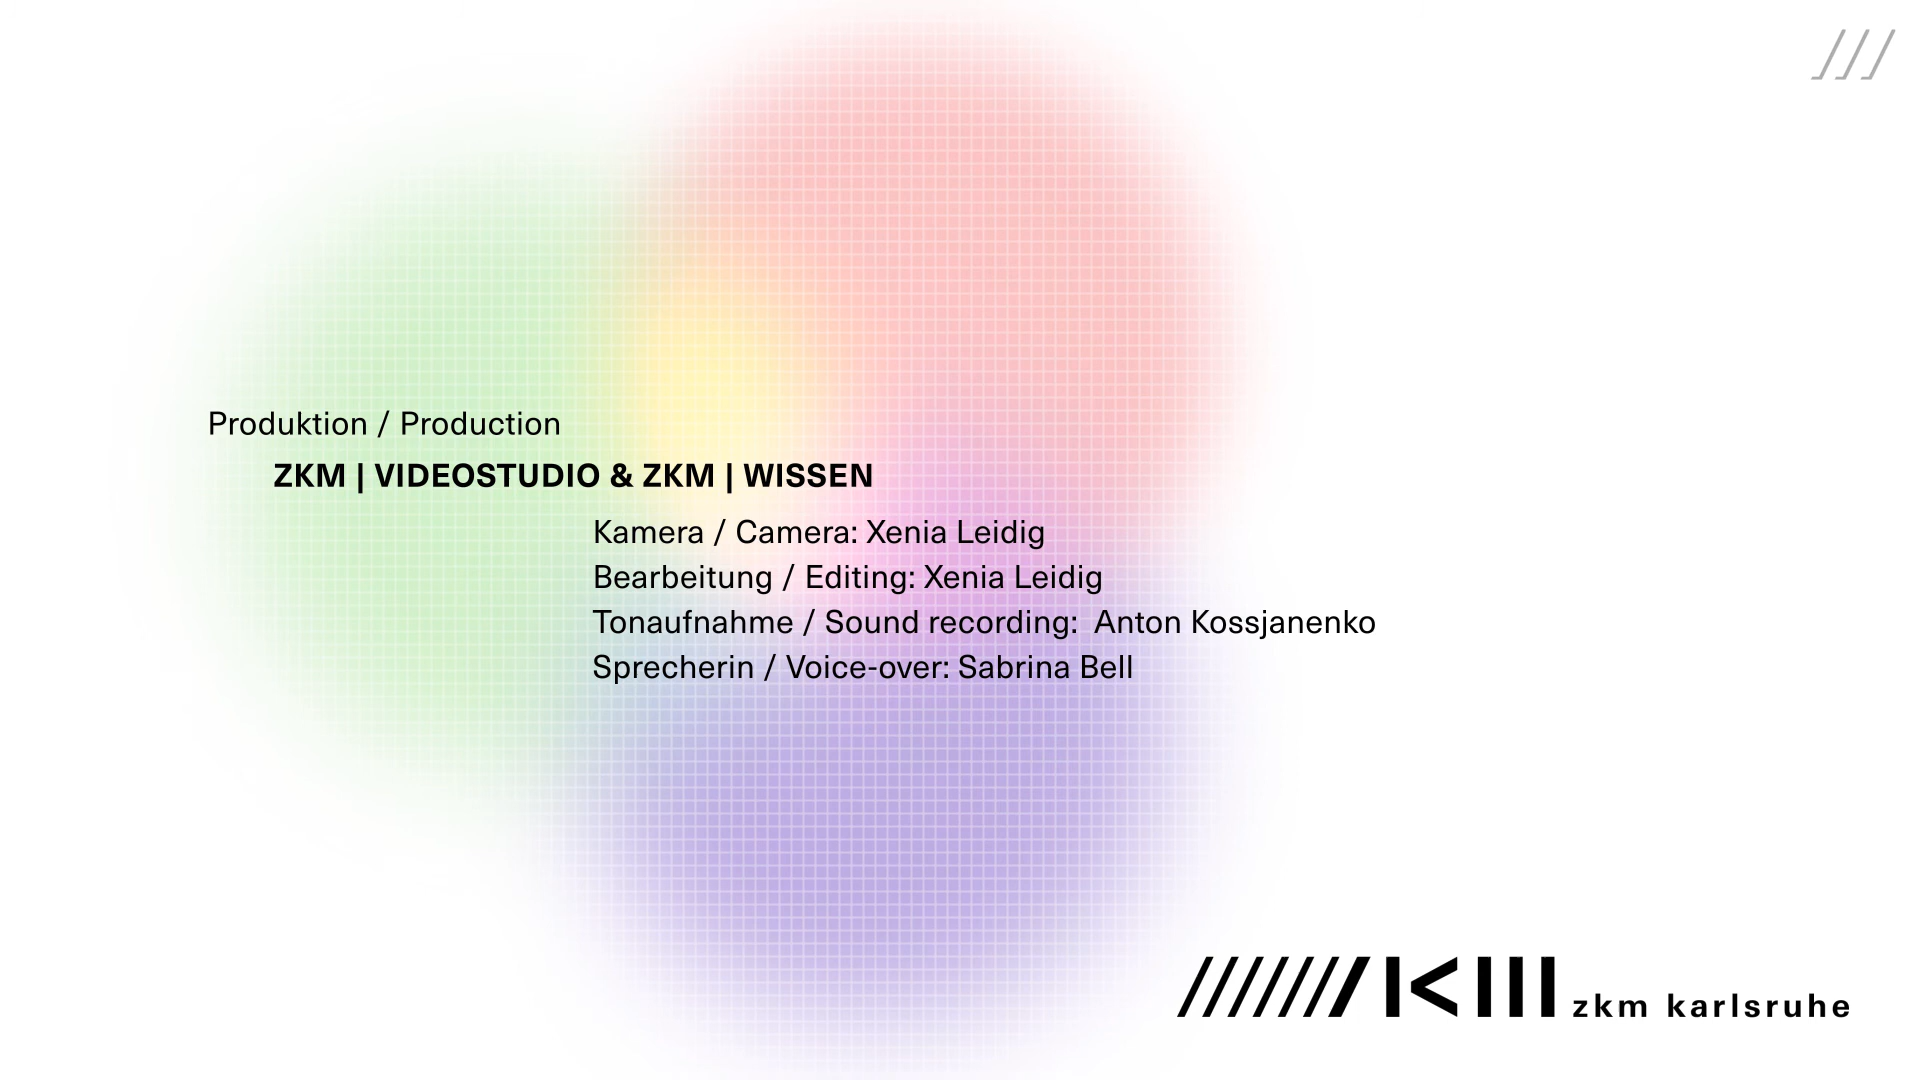 Produktion / Production
ZKM | VIDEOSTUDIO & ZKM | WISSEN
Kamera / Camera: Xenia Leidig
Bearbeitung / Editing: Xenia Leidig
Tonaufnahme / Sound recording:  Anton Kossjanenko
Sprecherin / Voice-over: Sabrina Bell
zkm karlsruhe